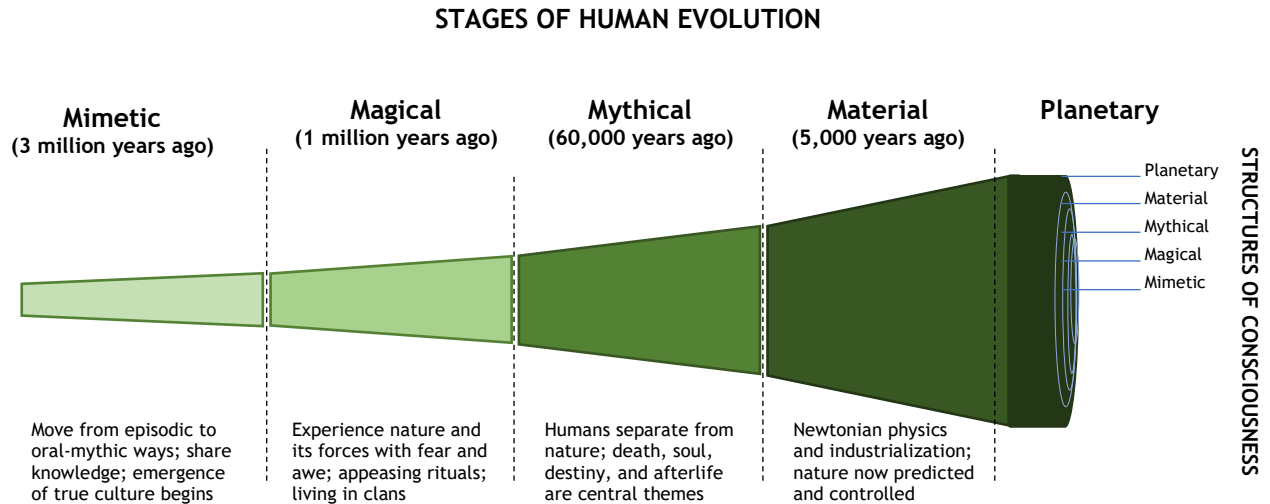 STAGES OF HUMAN EVOLUTION
Mimetic
(3 million years ago)
Magical
(1 million years ago)
Mythical
(60,000 years ago)
Material
(5,000 years ago)
Planetary
Planetary
Material
Mythical
Magical
Mimetic
STRUCTURES OF CONSCIOUSNESS
Move from episodic to
oral-mythic ways; share
knowledge; emergence
of true culture begins
Experience nature and
its forces with fear and
awe; appeasing rituals;
living in clans
Humans separate from
nature; death, soul,
destiny, and afterlife
are central themes
Newtonian physics
and industrialization;
nature now predicted
and controlled